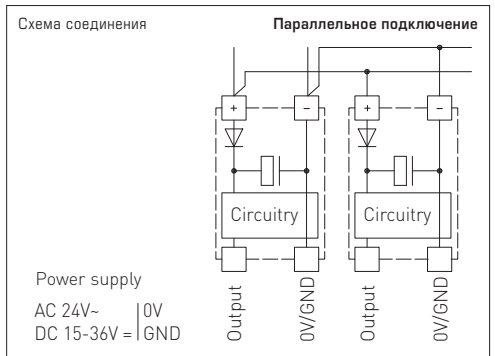 Схема соединения
Параллельное подключение
+ − + −
Circuitry Circuitry
Output 0V/GND Output 0V/GND
Power supply
AC 24V~ | 0V
DC 15-36V = | GND